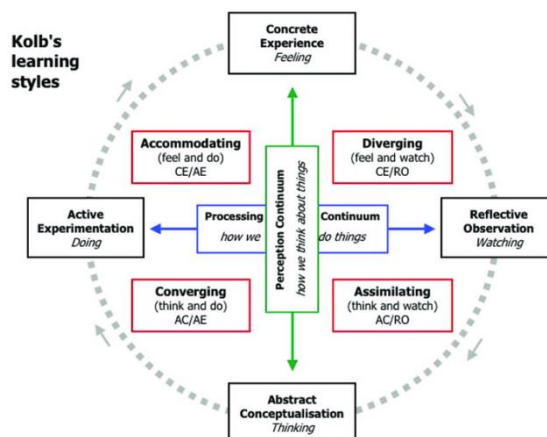 Kolb's
learning
styles
Concrete
Experience
Feeling
Accommodating
(feel and do)
CE/AE
Diverging
(feel and watch)
CE/RO
Active
Experimentation
Doing
Processing
how we
Perception Continuum
how we think about things
Continuum
do things
Reflective
Observation
Watching
Converging
(think and do)
AC/AE
Assimilating
(think and watch)
AC/RO
Abstract
Conceptualisation
Thinking